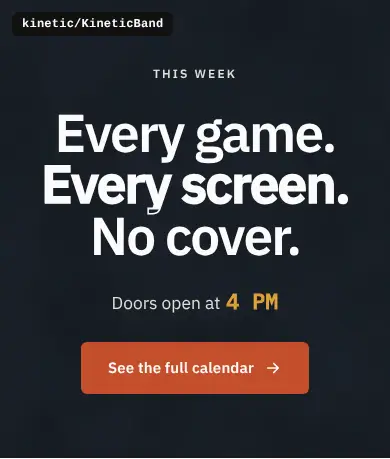 kinetic/KineticBand
THIS WEEK
Every game.
Every screen.
No cover.
Doors open at 4 PM
See the full calendar →